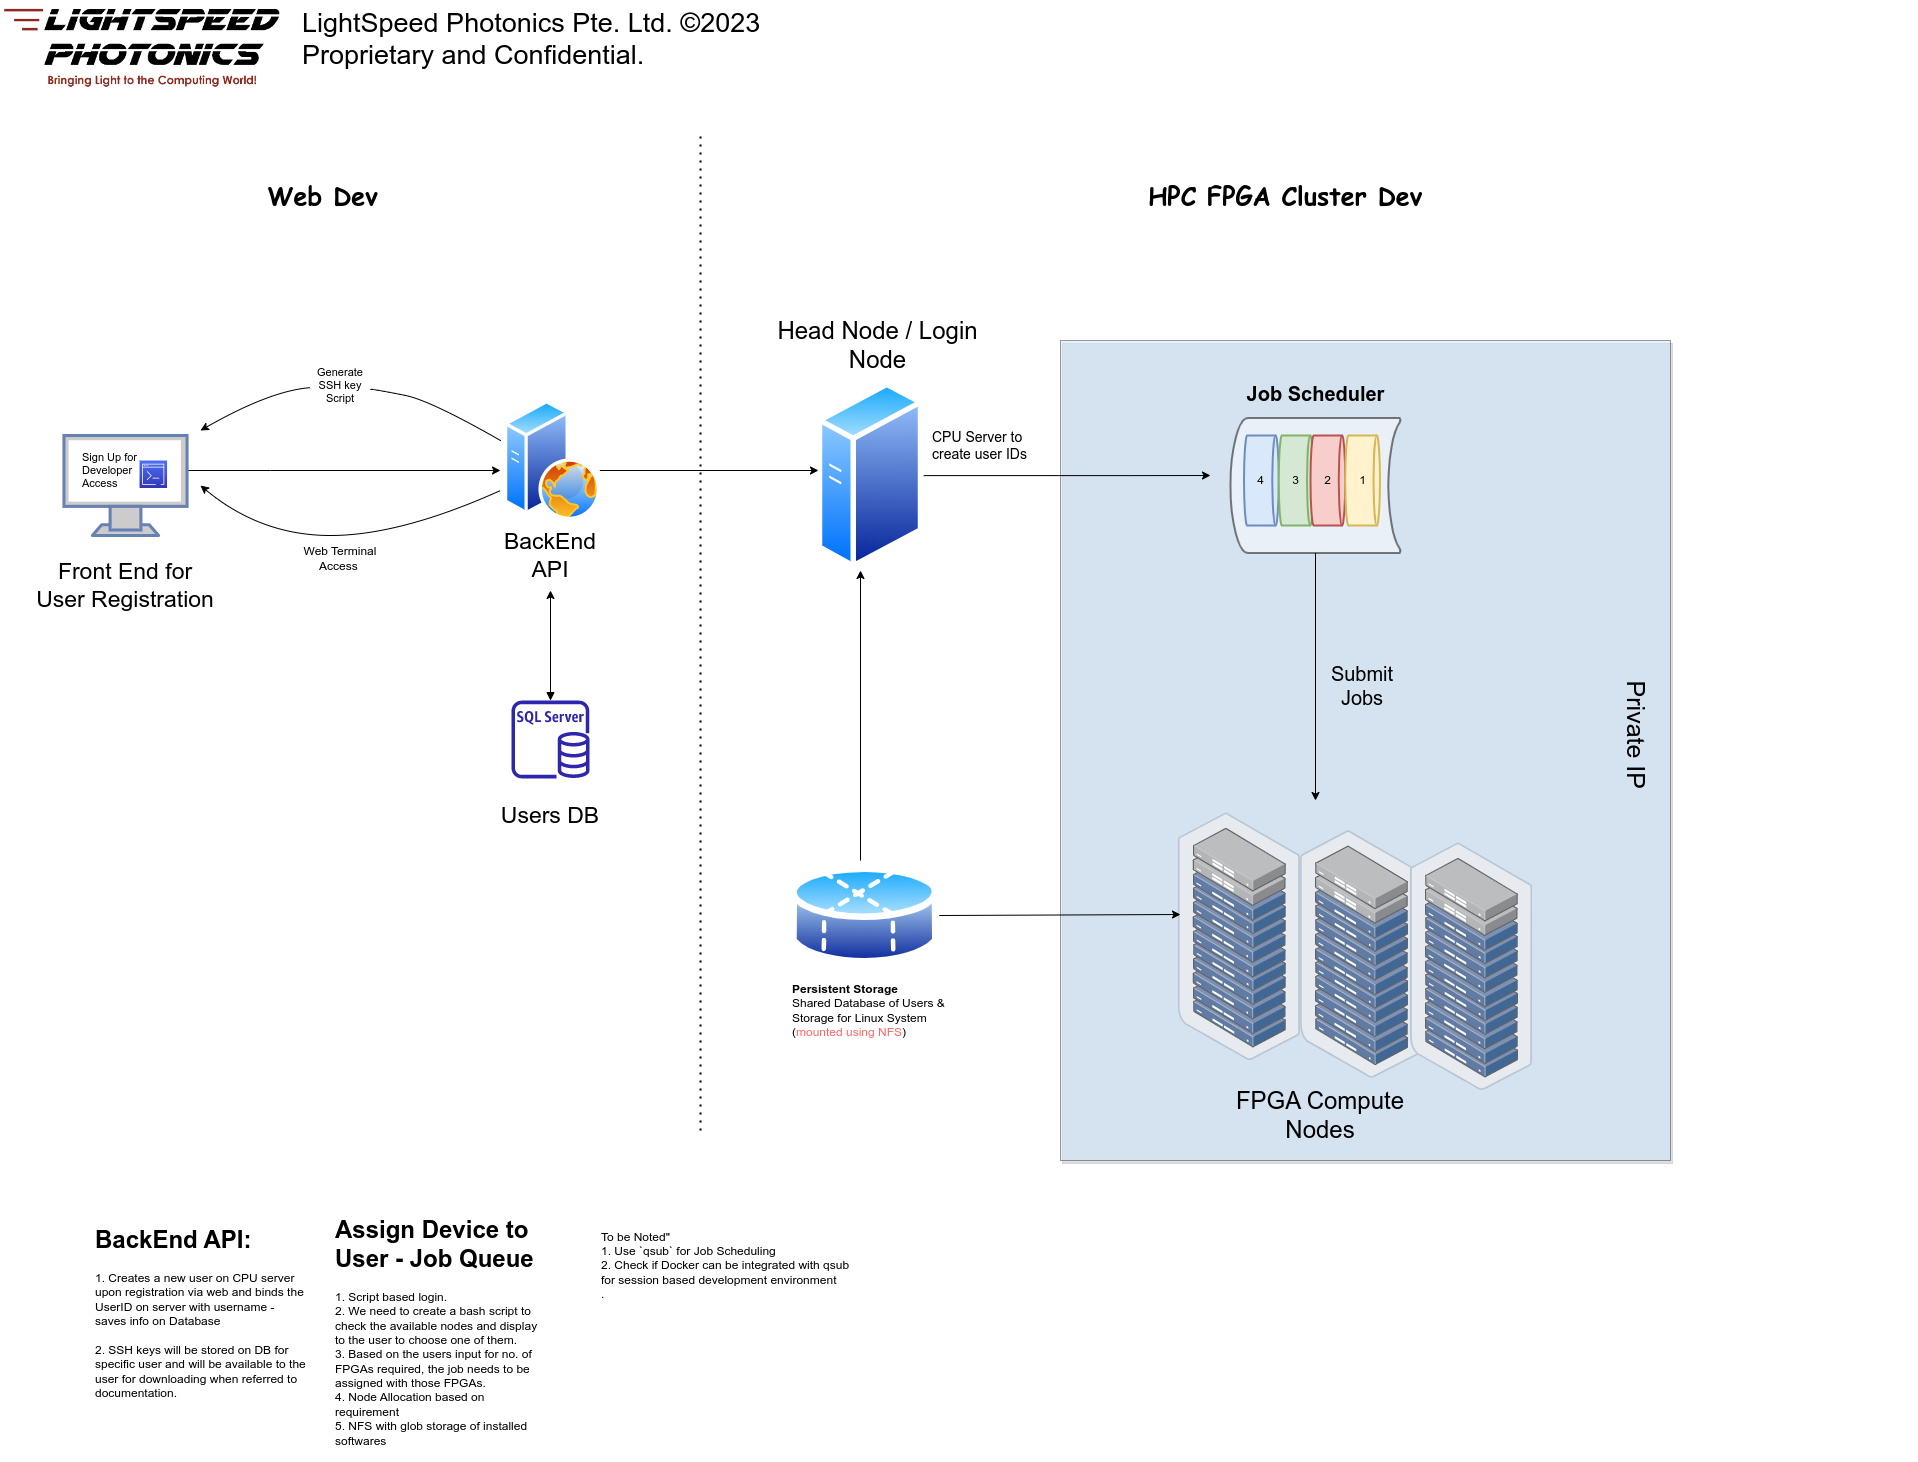 LIGHTSPEED
PHOTONICS
Bringing Light to the Computing World!
LightSpeed Photonics Pte. Ltd. ©2023
Proprietary and Confidential.
Web Dev
HPC FPGA Cluster Dev
Generate
SSH key
Script
Sign Up for
Developer
Access
Front End for
User Registration
Web Terminal
Access
BackEnd
API
SQL Server
Users DB
Head Node / Login
Node
CPU Server to
create user IDs
Job Scheduler
4 3 2 1
Submit
Jobs
Private IP
Persistent Storage
Shared Database of Users &
Storage for Linux System
(mounted using NFS)
FPGA Compute
Nodes
BackEnd API:
1. Creates a new user on CPU server
upon registration via web and binds the
UserID on server with username -
saves info on Database
2. SSH keys will be stored on DB for
specific user and will be available to the
user for downloading when referred to
documentation.
Assign Device to
User - Job Queue
1. Script based login.
2. We need to create a bash script to
check the available nodes and display
to the user to choose one of them.
3. Based on the users input for no. of
FPGAs required, the job needs to be
assigned with those FPGAs.
4. Node Allocation based on
requirement
5. NFS with glob storage of installed
softwares
To be Noted"
1. Use `qsub` for Job Scheduling
2. Check if Docker can be integrated with qsub
for session based development environment
.